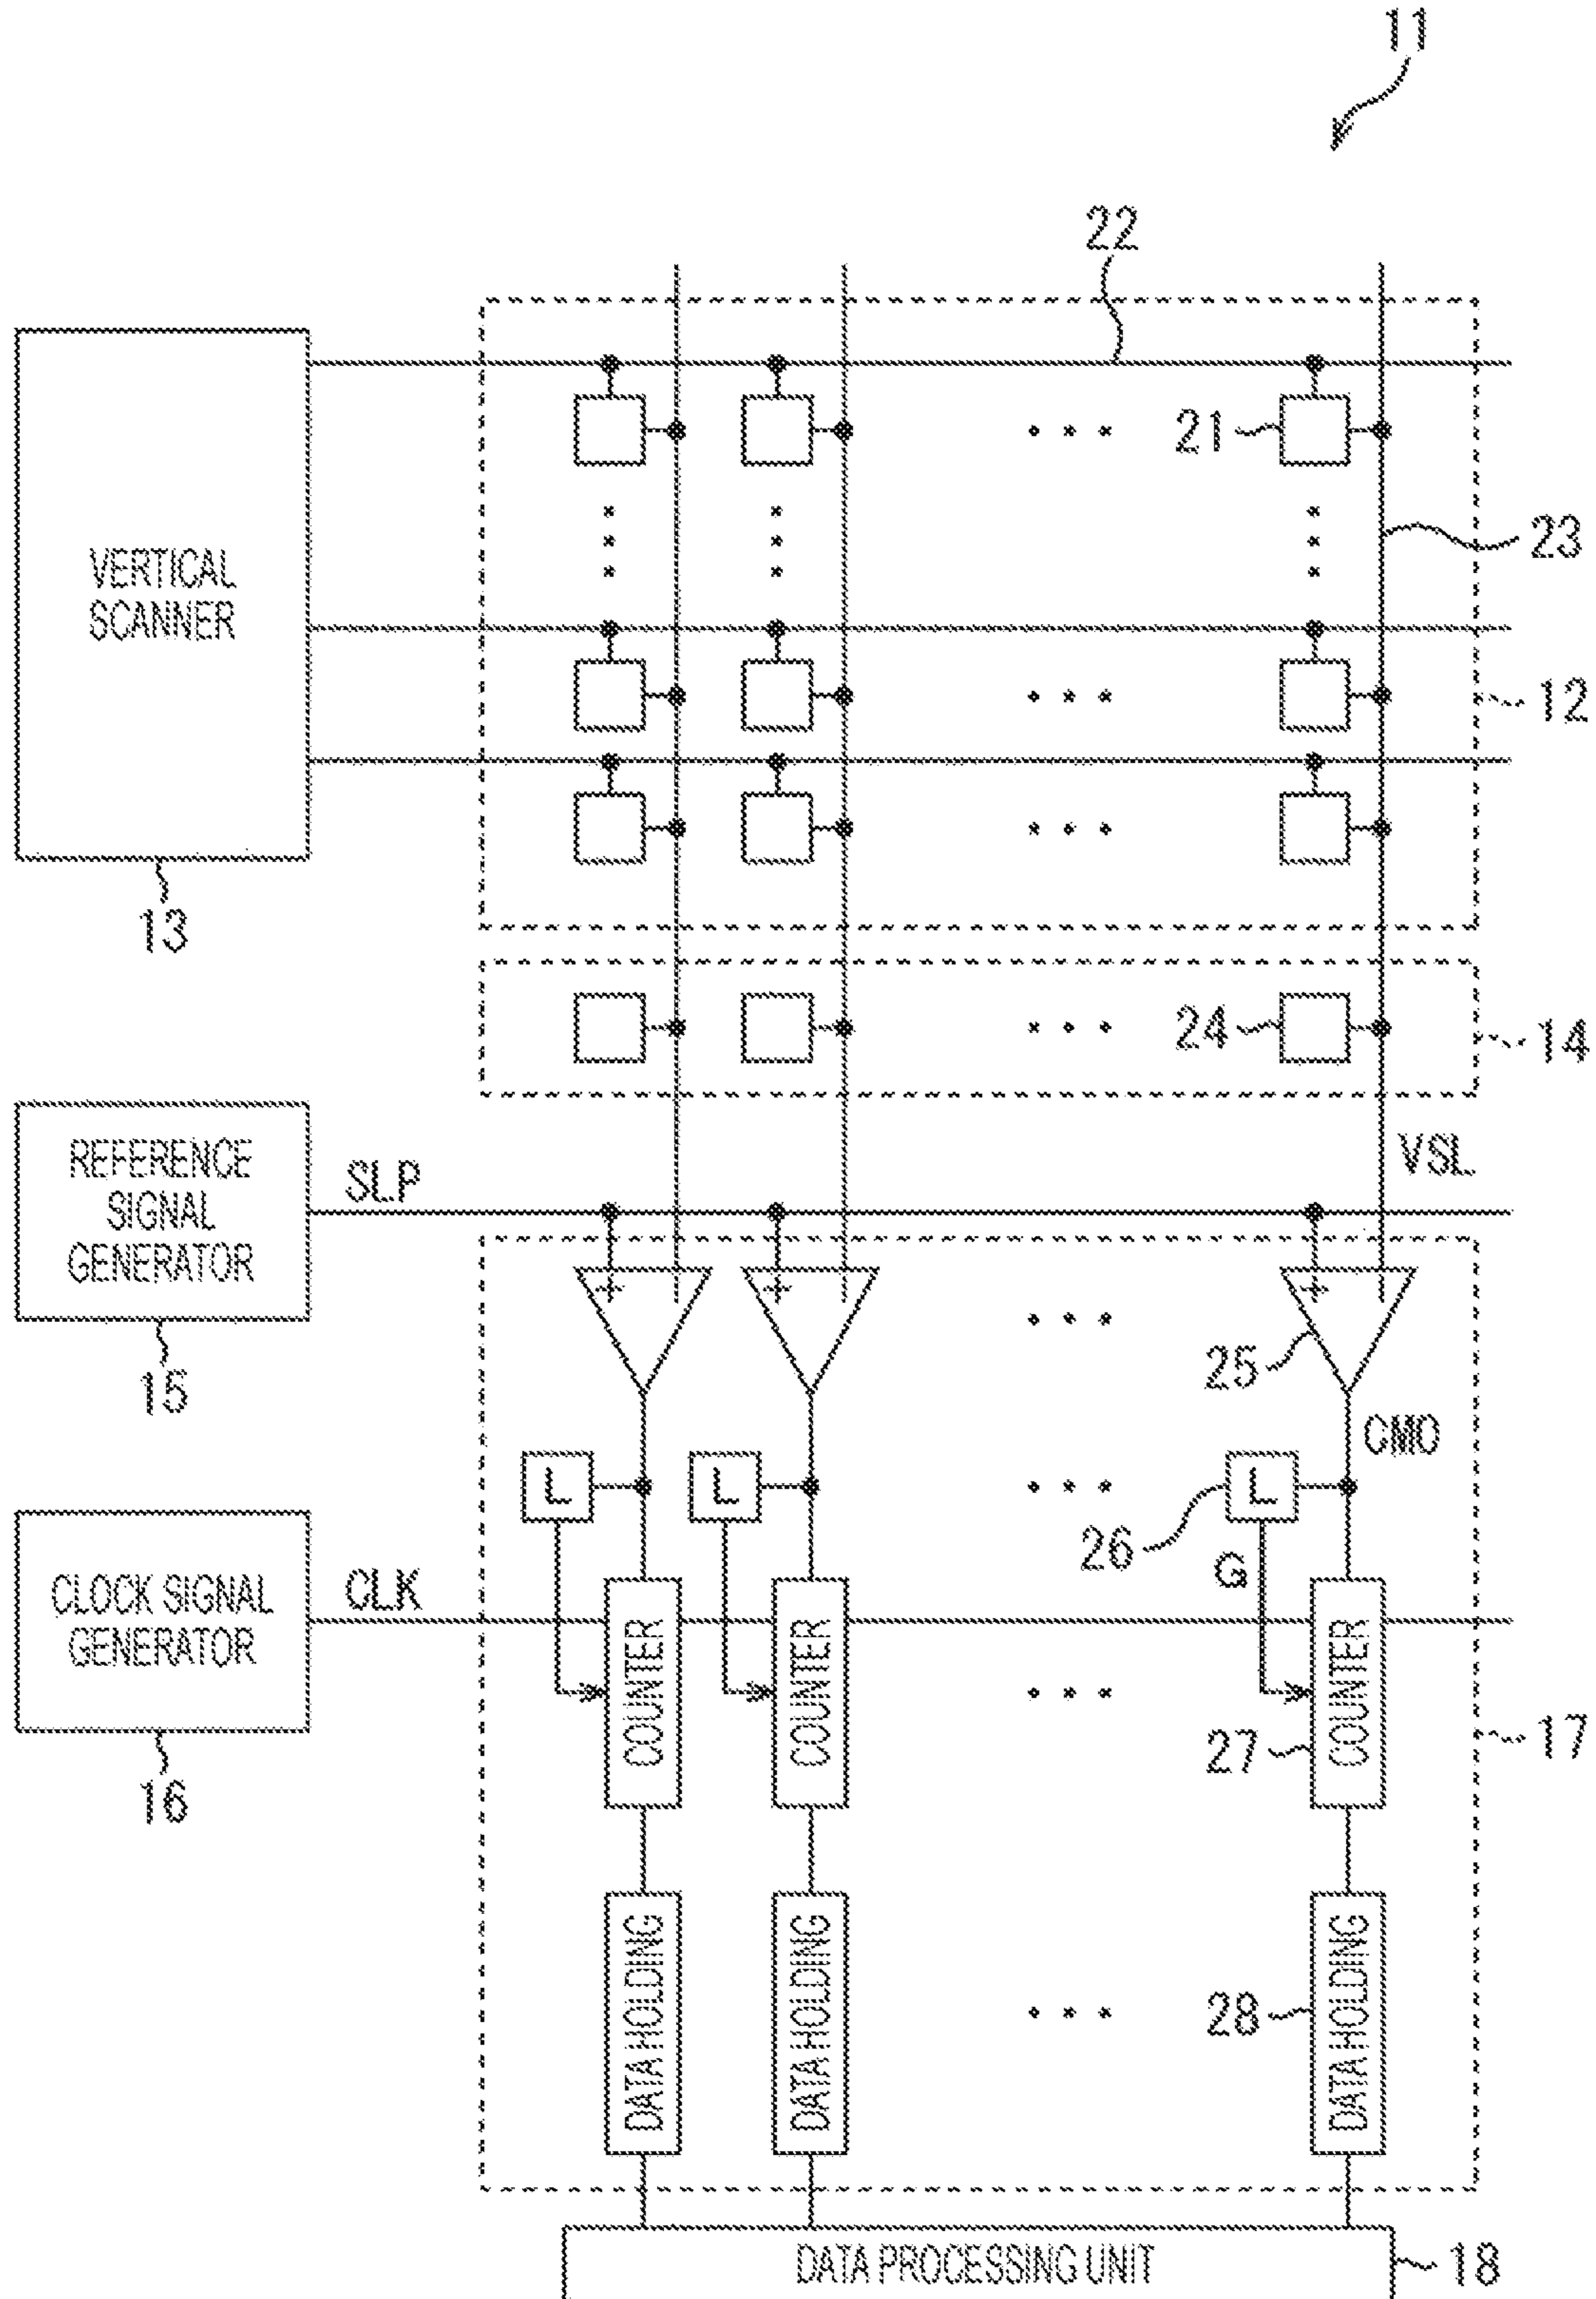 11
22
21
23
VERTICAL
SCANNER
12
13
24
14
REFERENCE
SIGNAL
GENERATOR
SLP
VSL
15
25
CMO
L
L
L
26
G
CLOCK SIGNAL
GENERATOR
CLK
COUNTER
COUNTER
COUNTER
27
17
16
DATA HOLDING
DATA HOLDING
DATA HOLDING
28
DATA PROCESSING UNIT
18